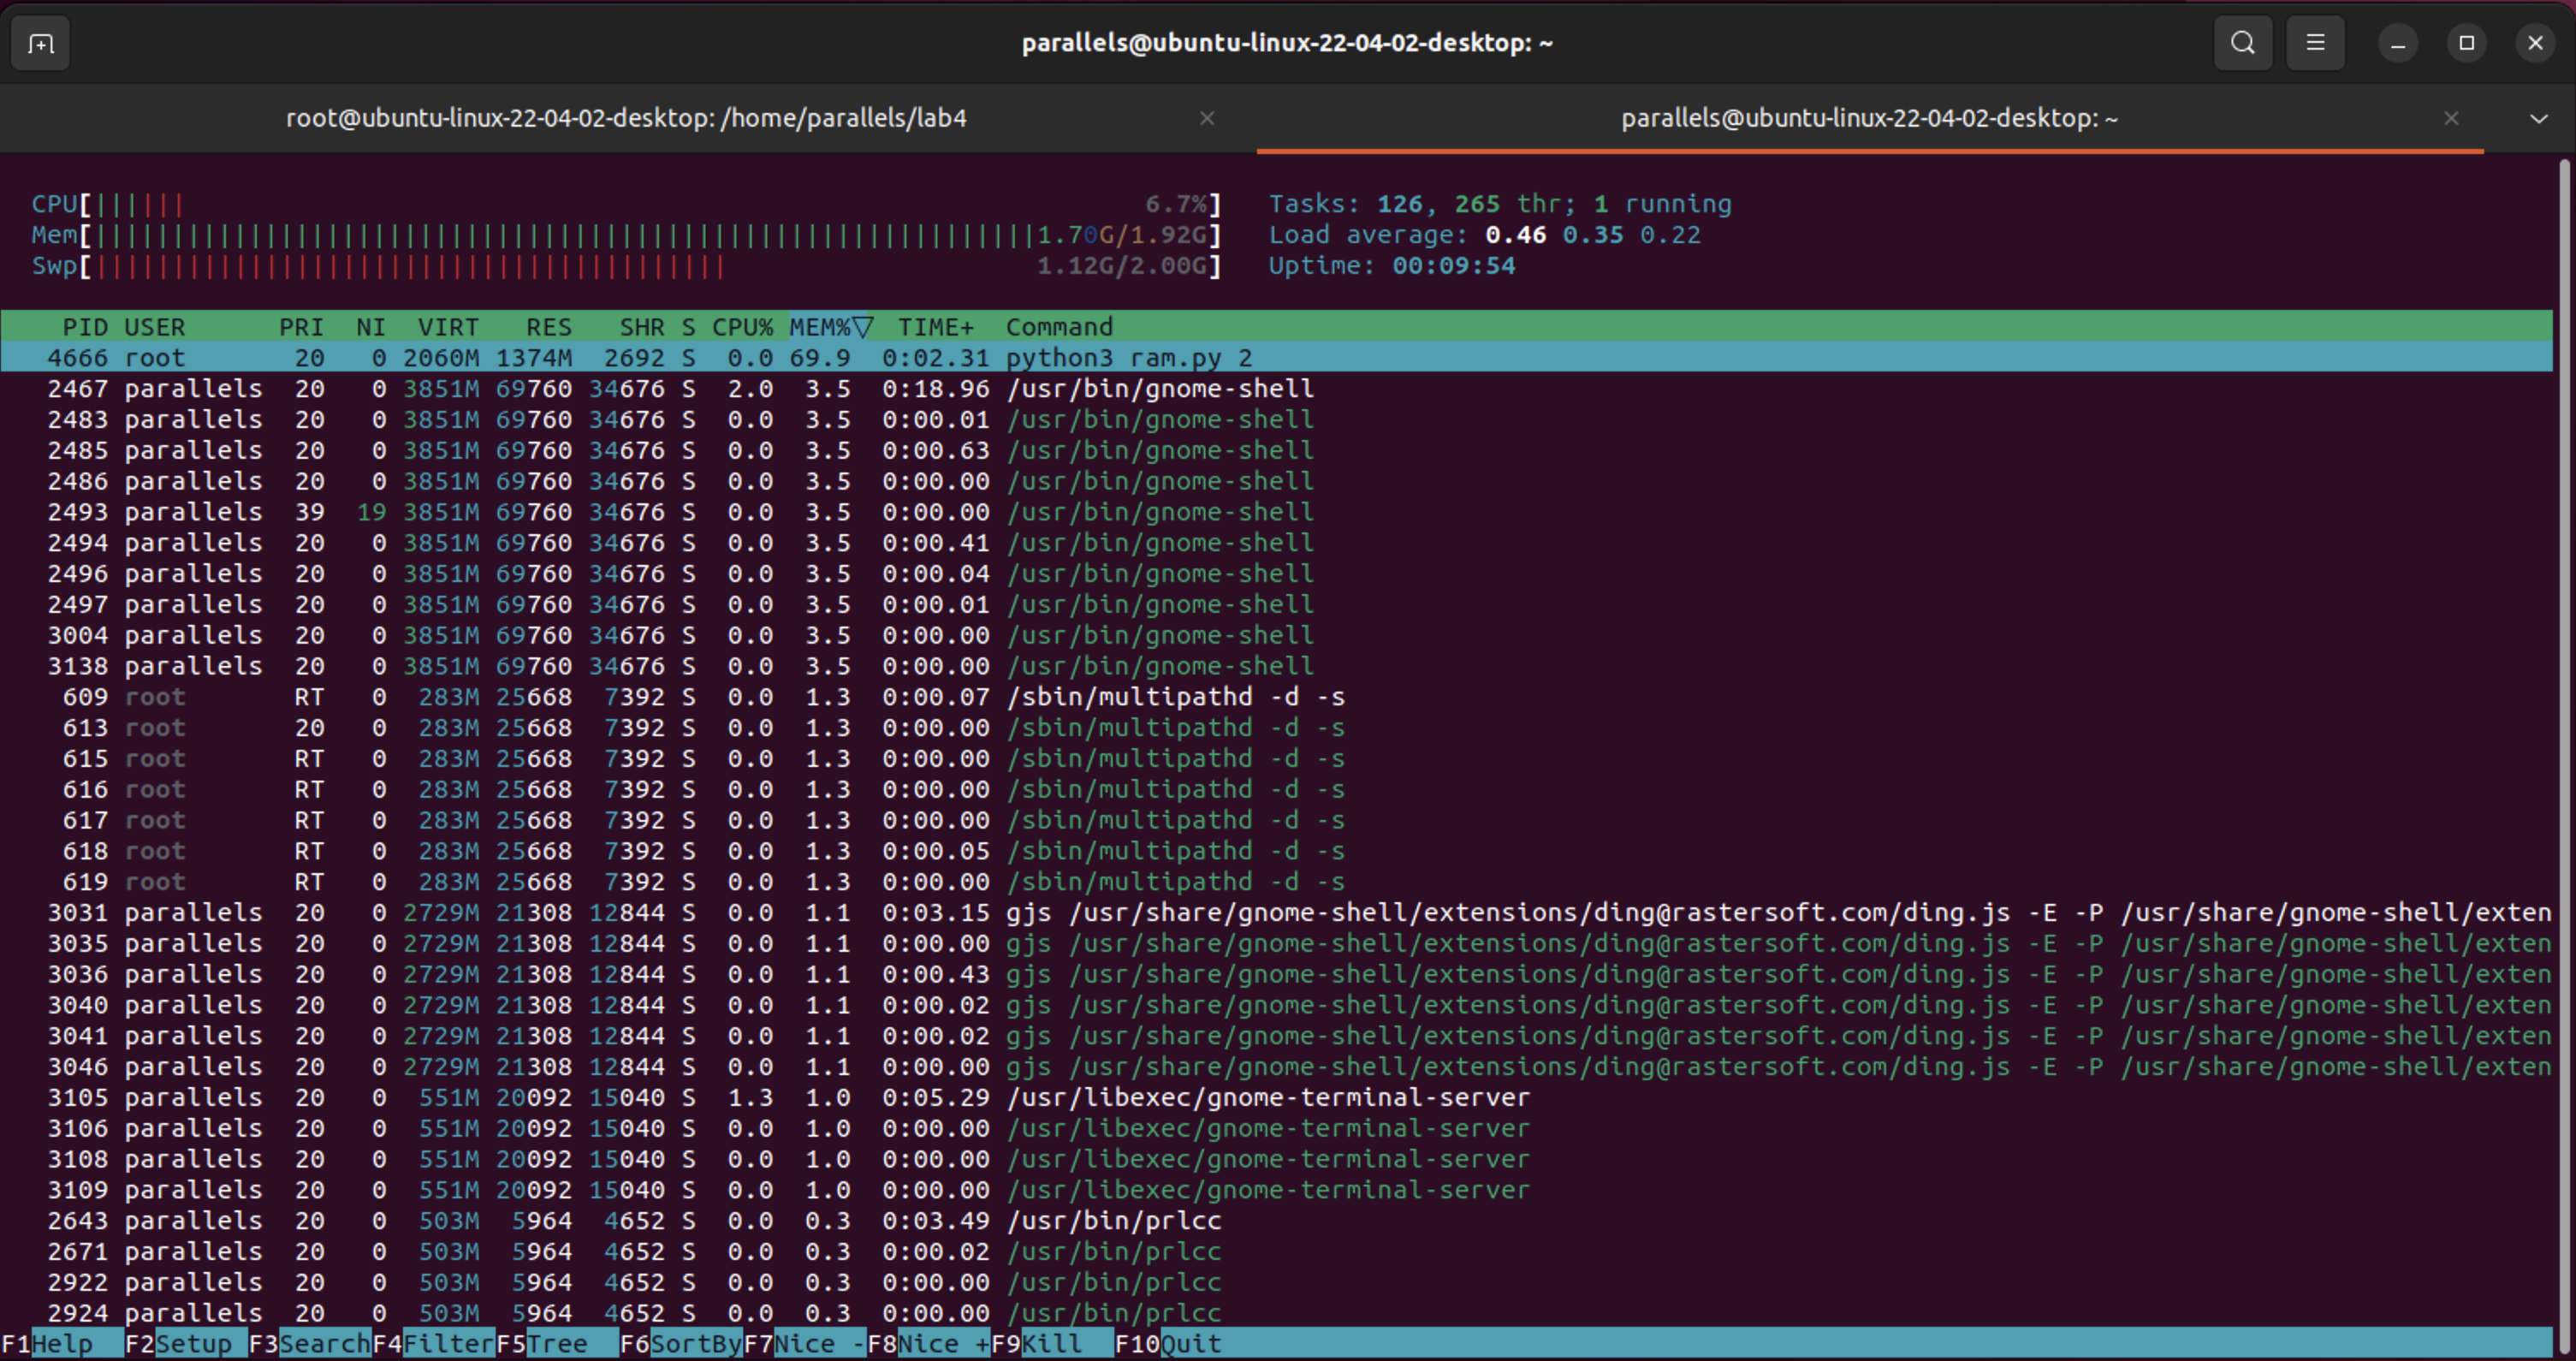 parallels@ubuntu-linux-22-04-02-desktop: ~
root@ubuntu-linux-22-04-02-desktop: /home/parallels/lab4
parallels@ubuntu-linux-22-04-02-desktop: ~
CPU[|||||| 6.7%] Tasks: 126, 265 thr; 1 running
Mem[|||||||||||||||||||||||||||||||||||||||||||||||||||||||||||||1.70G/1.92G] Load average: 0.46 0.35 0.22
Swp[||||||||||||||||||||||||||||||||||||||||| 1.12G/2.00G] Uptime: 00:09:54
PID USER PRI NI VIRT RES SHR S CPU% MEM%▽ TIME+ Command
4666 root 20 0 2060M 1374M 2692 S 0.0 69.9 0:02.31 python3 ram.py 2
2467 parallels 20 0 3851M 69760 34676 S 2.0 3.5 0:18.96 /usr/bin/gnome-shell
2483 parallels 20 0 3851M 69760 34676 S 0.0 3.5 0:00.01 /usr/bin/gnome-shell
2485 parallels 20 0 3851M 69760 34676 S 0.0 3.5 0:00.63 /usr/bin/gnome-shell
2486 parallels 20 0 3851M 69760 34676 S 0.0 3.5 0:00.00 /usr/bin/gnome-shell
2493 parallels 39 19 3851M 69760 34676 S 0.0 3.5 0:00.00 /usr/bin/gnome-shell
2494 parallels 20 0 3851M 69760 34676 S 0.0 3.5 0:00.41 /usr/bin/gnome-shell
2496 parallels 20 0 3851M 69760 34676 S 0.0 3.5 0:00.04 /usr/bin/gnome-shell
2497 parallels 20 0 3851M 69760 34676 S 0.0 3.5 0:00.01 /usr/bin/gnome-shell
3004 parallels 20 0 3851M 69760 34676 S 0.0 3.5 0:00.00 /usr/bin/gnome-shell
3138 parallels 20 0 3851M 69760 34676 S 0.0 3.5 0:00.00 /usr/bin/gnome-shell
609 root RT 0 283M 25668 7392 S 0.0 1.3 0:00.07 /sbin/multipathd -d -s
613 root 20 0 283M 25668 7392 S 0.0 1.3 0:00.00 /sbin/multipathd -d -s
615 root RT 0 283M 25668 7392 S 0.0 1.3 0:00.00 /sbin/multipathd -d -s
616 root RT 0 283M 25668 7392 S 0.0 1.3 0:00.00 /sbin/multipathd -d -s
617 root RT 0 283M 25668 7392 S 0.0 1.3 0:00.00 /sbin/multipathd -d -s
618 root RT 0 283M 25668 7392 S 0.0 1.3 0:00.05 /sbin/multipathd -d -s
619 root RT 0 283M 25668 7392 S 0.0 1.3 0:00.00 /sbin/multipathd -d -s
3031 parallels 20 0 2729M 21308 12844 S 0.0 1.1 0:03.15 gjs /usr/share/gnome-shell/extensions/ding@rastersoft.com/ding.js -E -P /usr/share/gnome-shell/exten
3035 parallels 20 0 2729M 21308 12844 S 0.0 1.1 0:00.00 gjs /usr/share/gnome-shell/extensions/ding@rastersoft.com/ding.js -E -P /usr/share/gnome-shell/exten
3036 parallels 20 0 2729M 21308 12844 S 0.0 1.1 0:00.43 gjs /usr/share/gnome-shell/extensions/ding@rastersoft.com/ding.js -E -P /usr/share/gnome-shell/exten
3040 parallels 20 0 2729M 21308 12844 S 0.0 1.1 0:00.02 gjs /usr/share/gnome-shell/extensions/ding@rastersoft.com/ding.js -E -P /usr/share/gnome-shell/exten
3041 parallels 20 0 2729M 21308 12844 S 0.0 1.1 0:00.02 gjs /usr/share/gnome-shell/extensions/ding@rastersoft.com/ding.js -E -P /usr/share/gnome-shell/exten
3046 parallels 20 0 2729M 21308 12844 S 0.0 1.1 0:00.00 gjs /usr/share/gnome-shell/extensions/ding@rastersoft.com/ding.js -E -P /usr/share/gnome-shell/exten
3105 parallels 20 0 551M 20092 15040 S 1.3 1.0 0:05.29 /usr/libexec/gnome-terminal-server
3106 parallels 20 0 551M 20092 15040 S 0.0 1.0 0:00.00 /usr/libexec/gnome-terminal-server
3108 parallels 20 0 551M 20092 15040 S 0.0 1.0 0:00.00 /usr/libexec/gnome-terminal-server
3109 parallels 20 0 551M 20092 15040 S 0.0 1.0 0:00.00 /usr/libexec/gnome-terminal-server
2643 parallels 20 0 503M 5964 4652 S 0.0 0.3 0:03.49 /usr/bin/prlcc
2671 parallels 20 0 503M 5964 4652 S 0.0 0.3 0:00.02 /usr/bin/prlcc
2922 parallels 20 0 503M 5964 4652 S 0.0 0.3 0:00.00 /usr/bin/prlcc
2924 parallels 20 0 503M 5964 4652 S 0.0 0.3 0:00.00 /usr/bin/prlcc
F1Help F2Setup F3SearchF4FilterF5Tree F6SortByF7Nice -F8Nice +F9Kill F10Quit